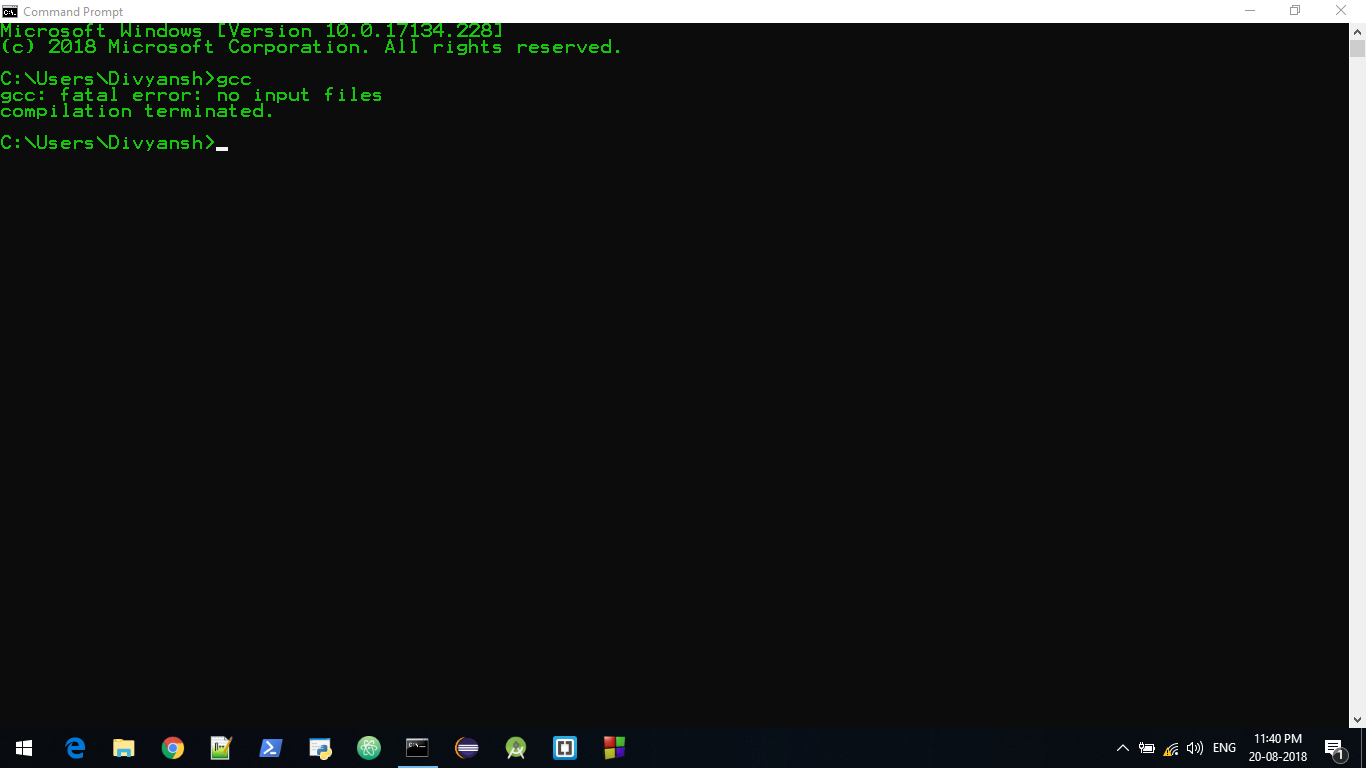 Command Prompt
Microsoft Windows [Version 10.0.17134.228]
(c) 2018 Microsoft Corporation. All rights reserved.
C:\Users\Divyansh>gcc
gcc: fatal error: no input files
compilation terminated.
C:\Users\Divyansh>
ENG
11:40 PM
20-08-2018
1